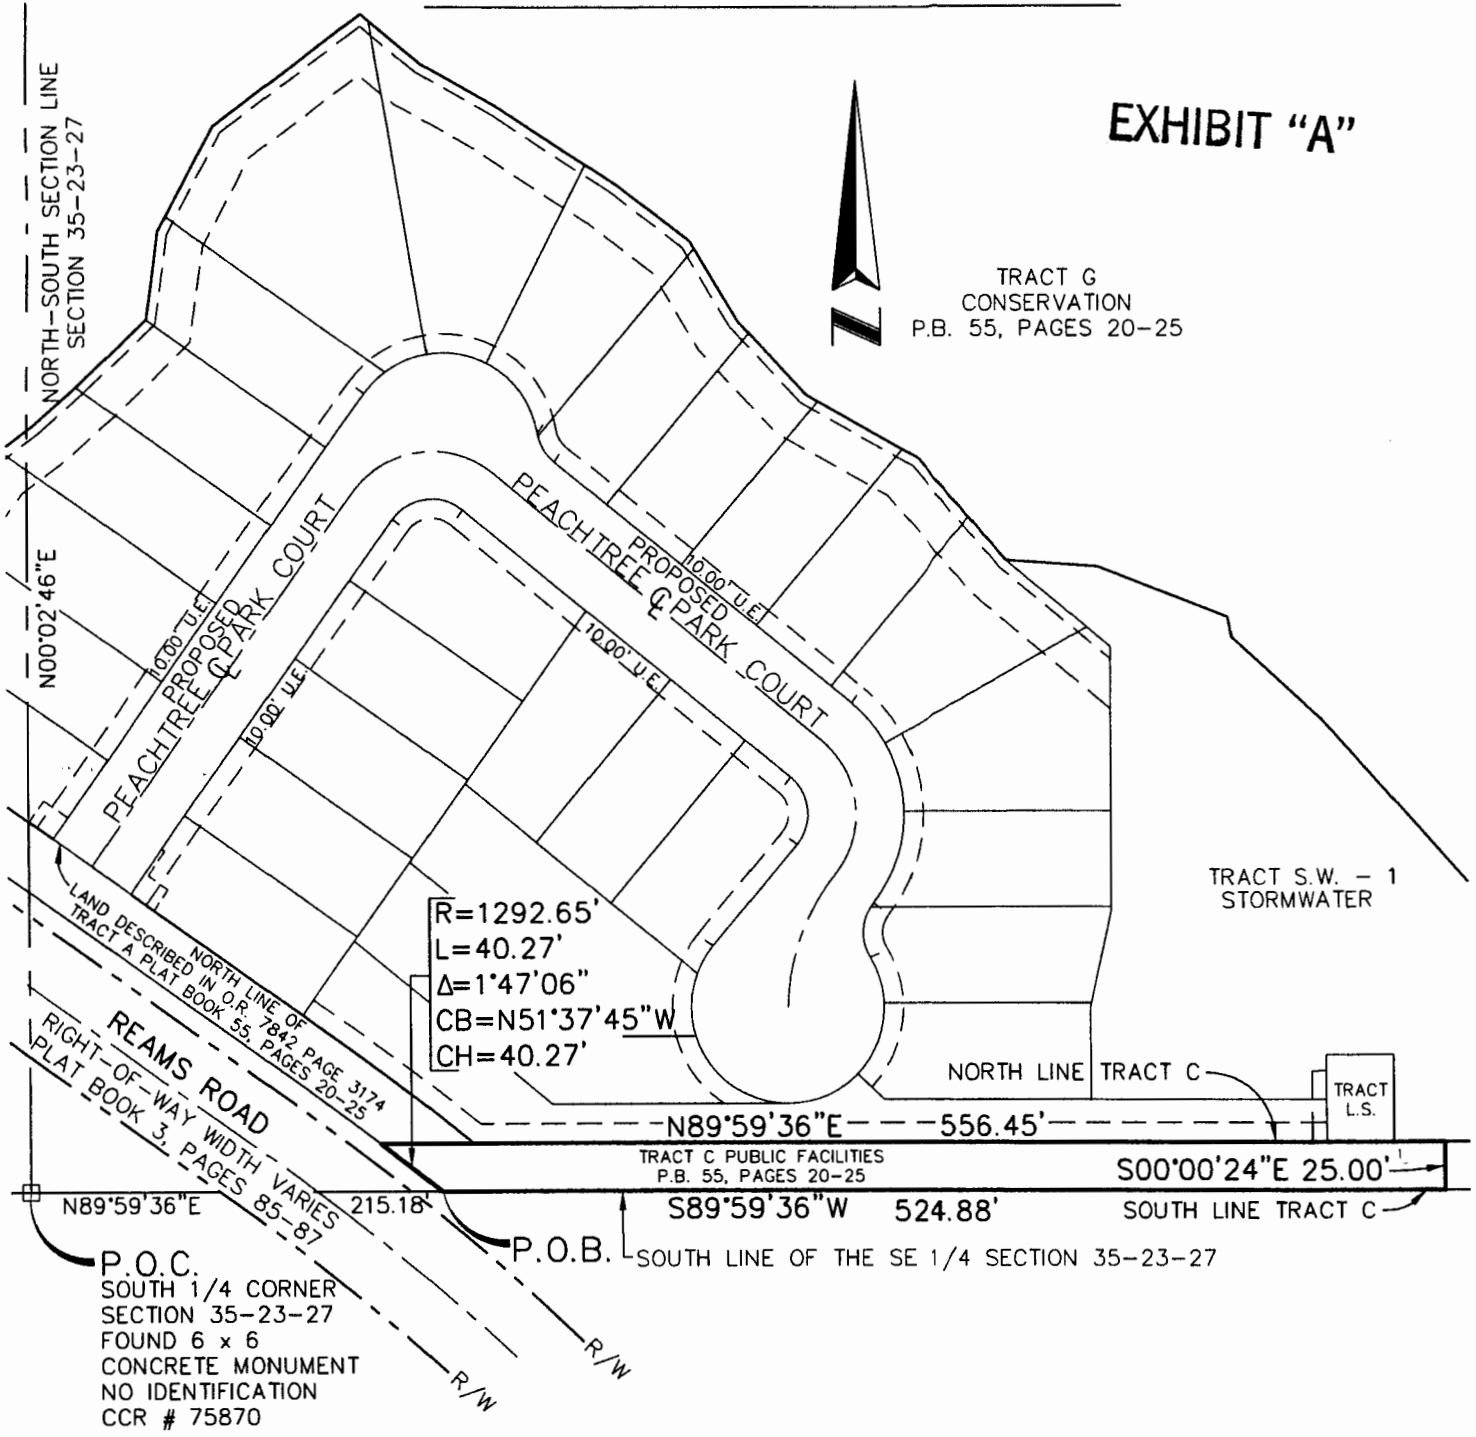 EXHIBIT “A”
NORTH-SOUTH SECTION LINE
SECTION 35-23-27
N00°02'46"E
TRACT G
CONSERVATION
P.B. 55, PAGES 20-25
PROPOSED
PEACHTREE ℄ PARK COURT
10.00' U.E.
10.00' U.E.
PROPOSED
PEACHTREE ℄ PARK COURT
10.00' U.E.
10.00' U.E.
TRACT S.W. - 1
STORMWATER
NORTH LINE OF
LAND DESCRIBED IN O.R. 7842 PAGE 3174
TRACT A PLAT BOOK 55, PAGES 20-25
R=1292.65'
L=40.27'
Δ=1°47'06"
CB=N51°37'45"W
CH=40.27'
REAMS ROAD
RIGHT-OF-WAY WIDTH VARIES
PLAT BOOK 3, PAGES 85-87
NORTH LINE TRACT C
TRACT
L.S.
N89°59'36"E 556.45'
TRACT C PUBLIC FACILITIES
P.B. 55, PAGES 20-25
S00°00'24"E 25.00'
N89°59'36"E 215.18'
S89°59'36"W 524.88'
SOUTH LINE TRACT C
P.O.B.
SOUTH LINE OF THE SE 1/4 SECTION 35-23-27
P.O.C.
SOUTH 1/4 CORNER
SECTION 35-23-27
FOUND 6 x 6
CONCRETE MONUMENT
NO IDENTIFICATION
CCR # 75870
R/W
R/W